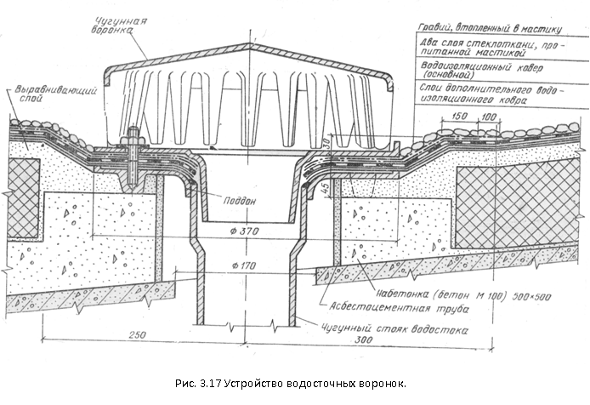 Чугунная
воронка
Гравий, втопленный в мастику
Два слоя стеклоткани, про-
питанной мастикой
Водоизоляционный ковер
(основной)
Слои дополнительного водо-
изоляционного ковра
Выравнивающий
слой
150
100
30
45
Поддон
Ф 370
Ф 170
Набетонка (бетон М 100) 500×500
Асбестоцементная труба
Чугунный стояк водостока
250
300
Рис. 3.17 Устройство водосточных воронок.